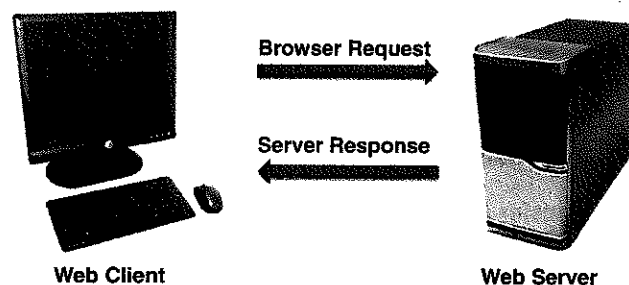 Browser Request
Server Response
Web Client
Web Server